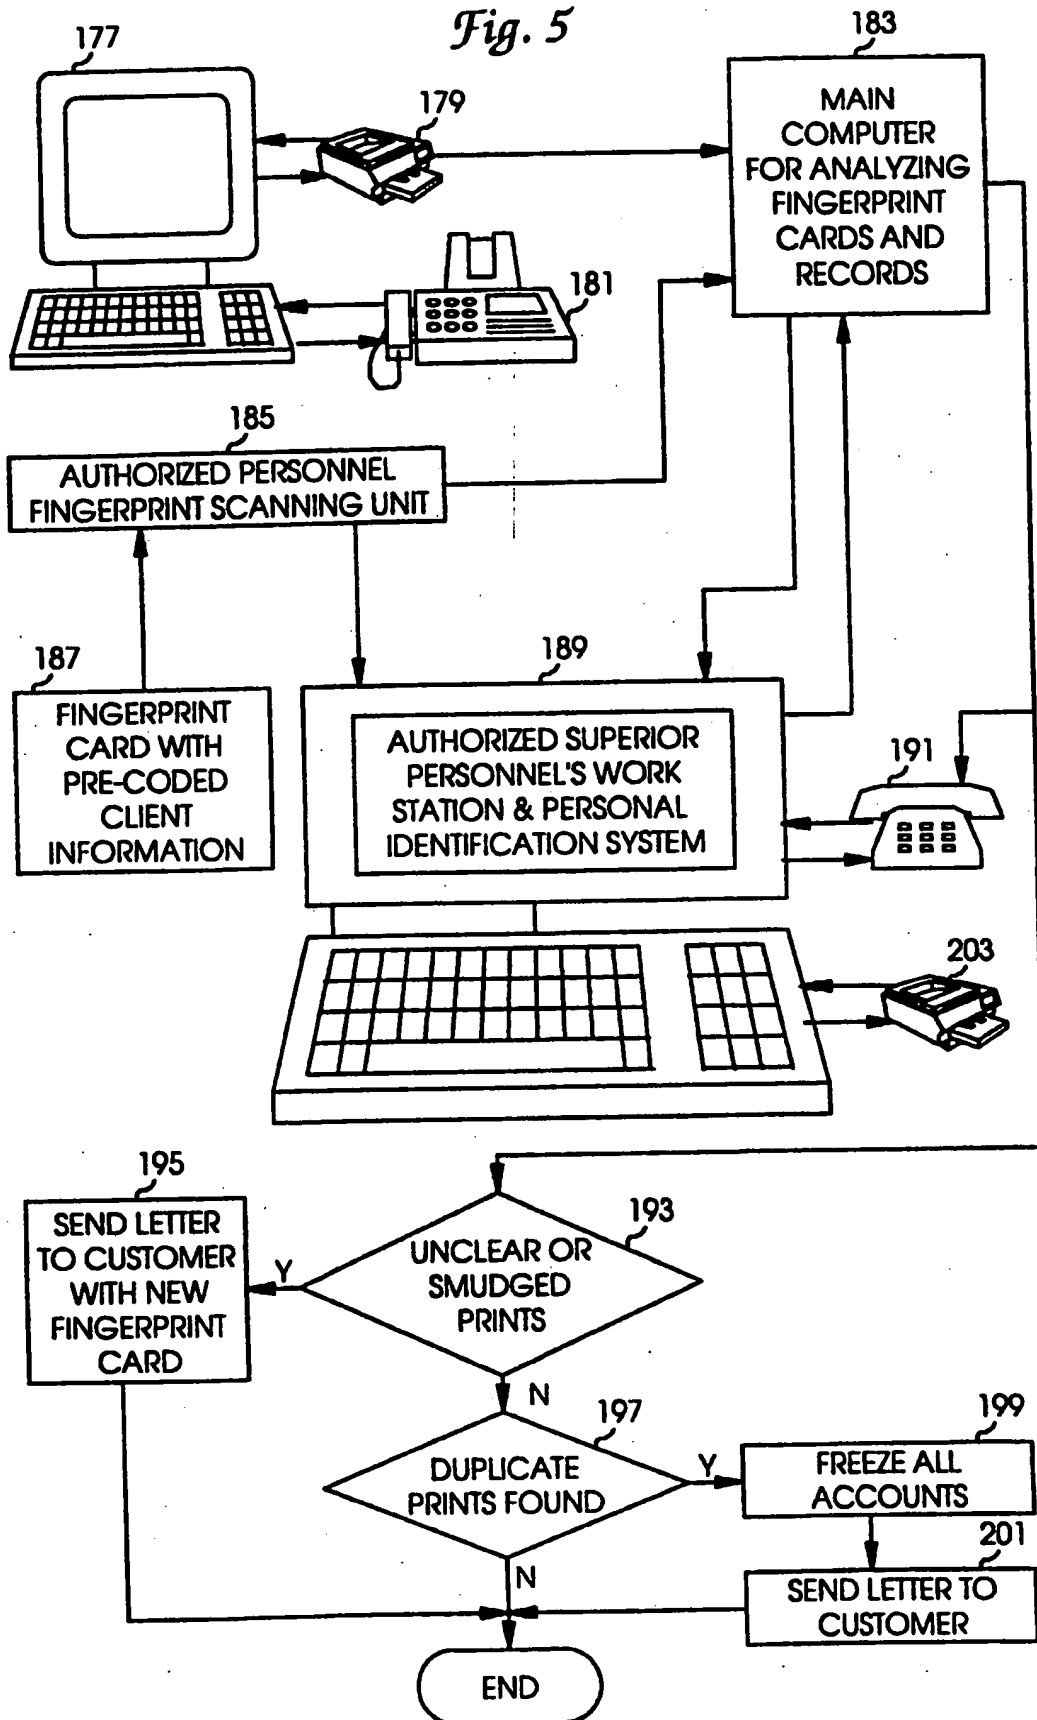 Fig. 5
177
179
181
183
MAIN
COMPUTER
FOR ANALYZING
FINGERPRINT
CARDS AND
RECORDS
185
AUTHORIZED PERSONNEL
FINGERPRINT SCANNING UNIT
187
FINGERPRINT
CARD WITH
PRE-CODED
CLIENT
INFORMATION
189
AUTHORIZED SUPERIOR
PERSONNEL'S WORK
STATION & PERSONAL
IDENTIFICATION SYSTEM
191
203
195
SEND LETTER
TO CUSTOMER
WITH NEW
FINGERPRINT
CARD
Y
193
UNCLEAR OR
SMUDGED
PRINTS
N
197
DUPLICATE
PRINTS FOUND
Y
199
FREEZE ALL
ACCOUNTS
201
SEND LETTER TO
CUSTOMER
N
END